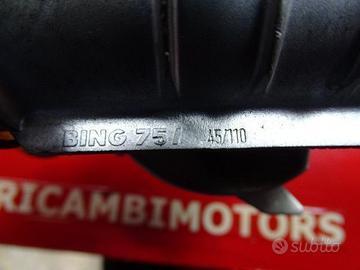 BING 75/ 45/110
RICAMBIMOTORS
subito